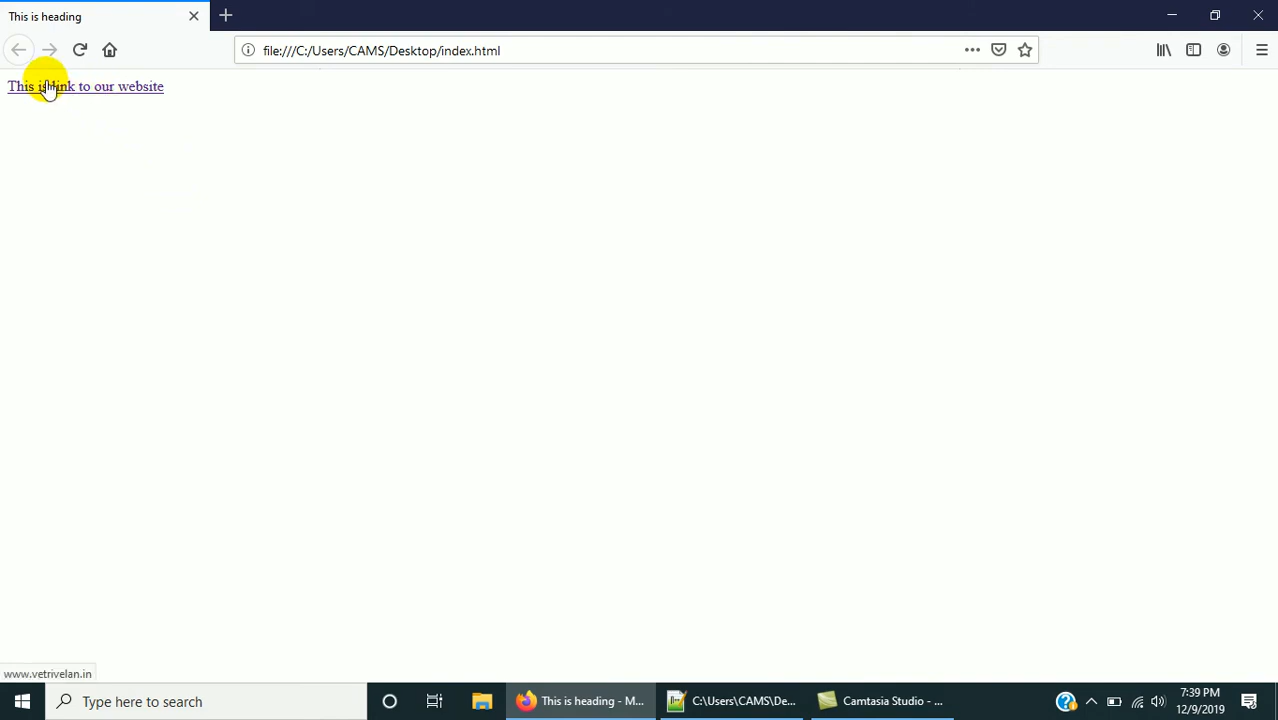 This is heading
file:///C:/Users/CAMS/Desktop/index.html
This is link to our website
www.vetrivelan.in
Type here to search
This is heading - M...
C:\Users\CAMS\De...
Camtasia Studio - ...
7:39 PM
12/9/2019